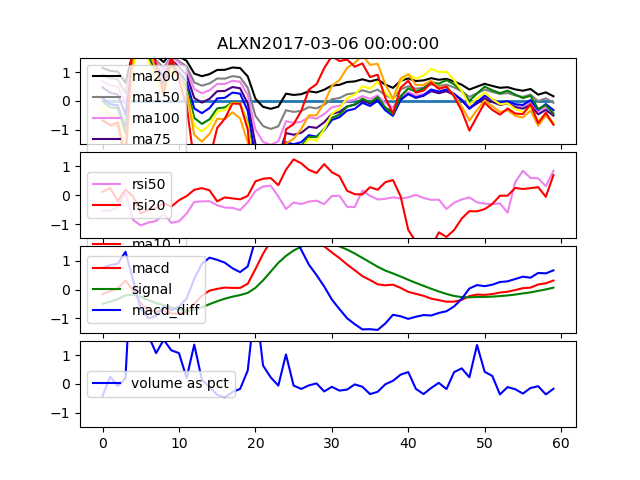 ALXN2017-03-06 00:00:00
1
0
−1
ma200
ma150
ma100
ma75
1
0
−1
rsi50
rsi20
ma10
1
0
−1
macd
signal
macd_diff
1
0
−1
volume as pct
0 10 20 30 40 50 60